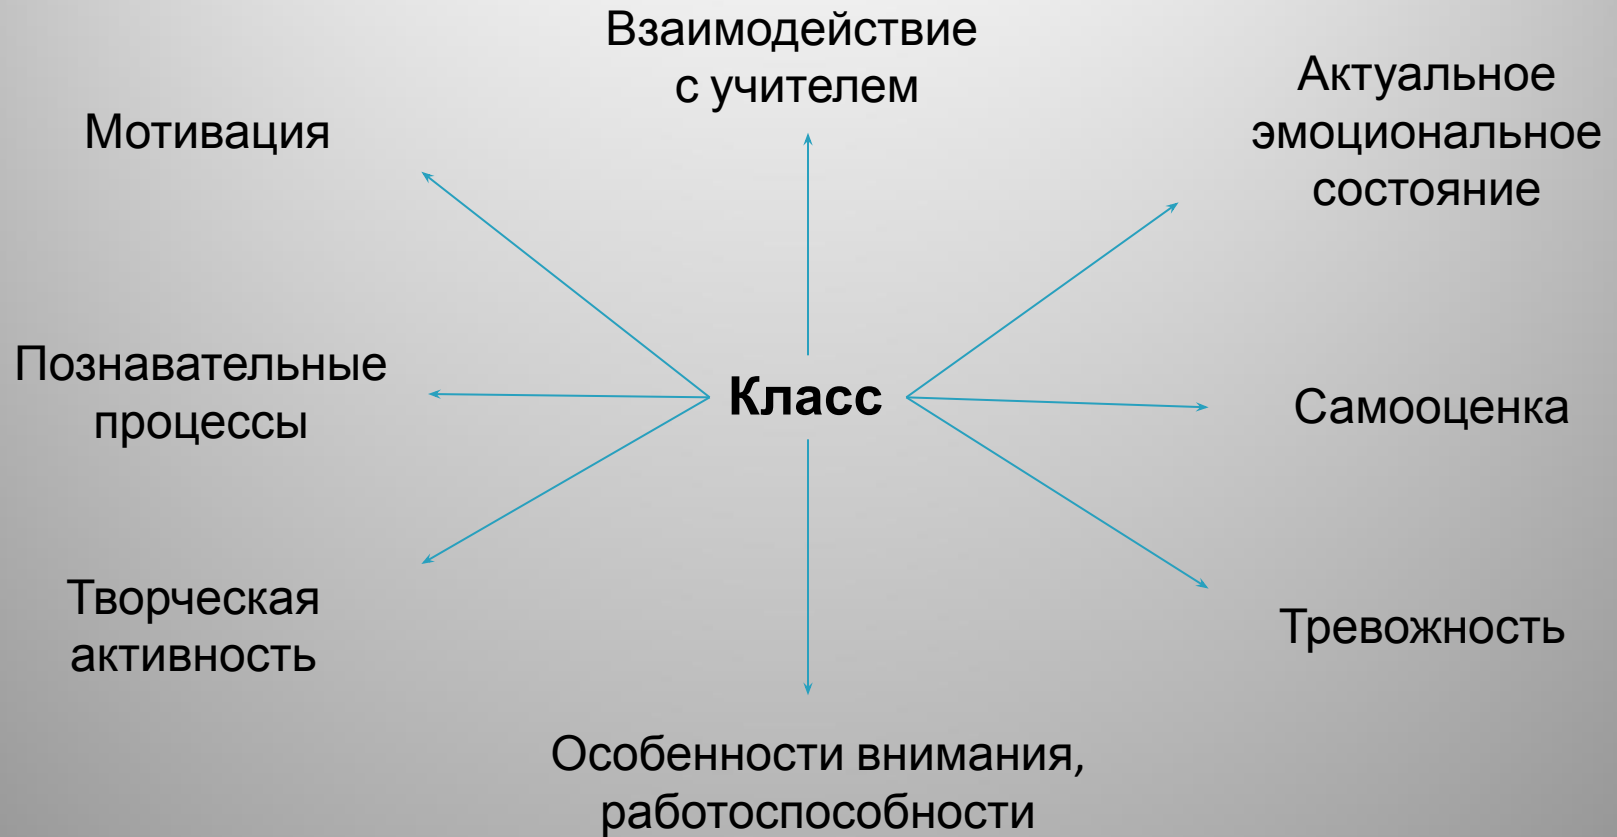 Взаимодействие
с учителем
Актуальное
эмоциональное
состояние
Мотивация
Познавательные
процессы
Класс
Самооценка
Творческая
активность
Тревожность
Особенности внимания,
работоспособности